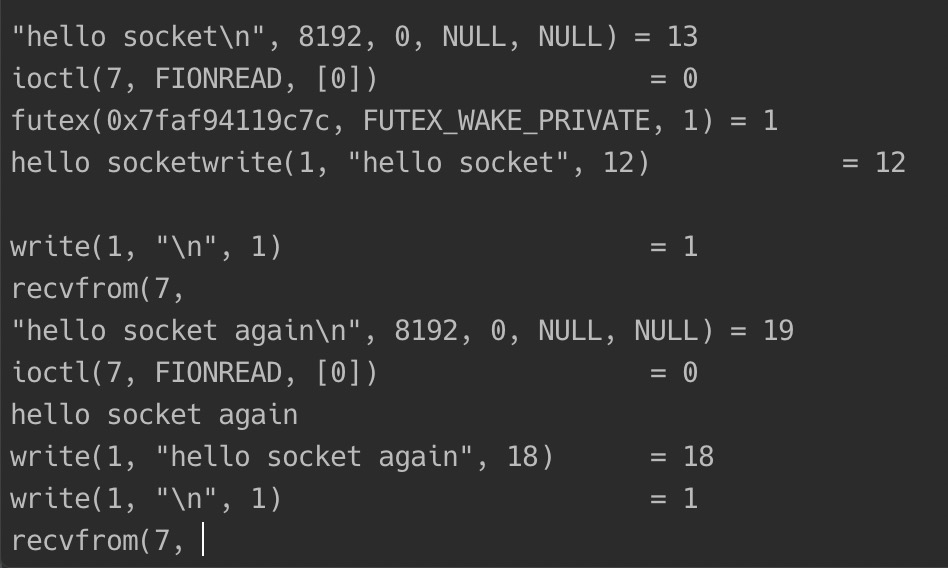 "hello socket\n", 8192, 0, NULL, NULL) = 13
ioctl(7, FIONREAD, [0])                 = 0
futex(0x7faf94119c7c, FUTEX_WAKE_PRIVATE, 1) = 1
hello socketwrite(1, "hello socket", 12)            = 12

write(1, "\n", 1)                       = 1
recvfrom(7,
"hello socket again\n", 8192, 0, NULL, NULL) = 19
ioctl(7, FIONREAD, [0])                 = 0
hello socket again
write(1, "hello socket again", 18)      = 18
write(1, "\n", 1)                       = 1
recvfrom(7,